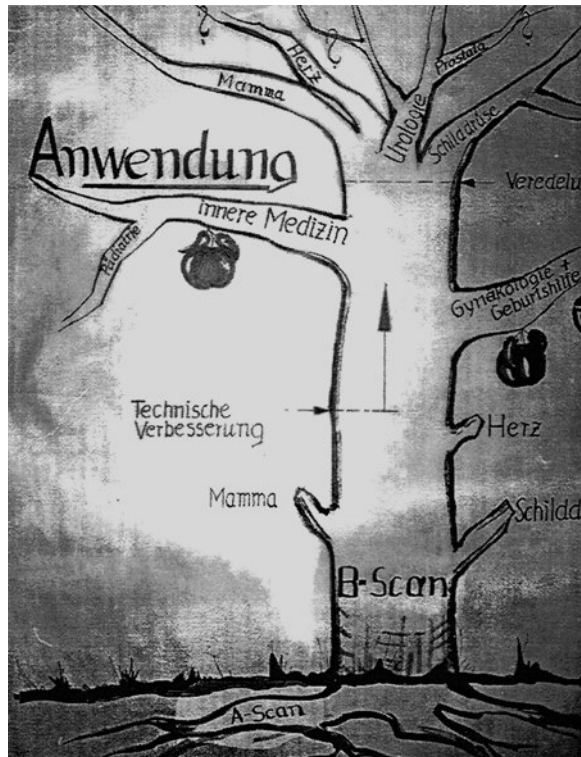 Herz
Prostata
Mamma
Urologie
Schilddrüse
Anwendung
Veredelu
innere Medizin
Pädiatrie
Gynäkologie +
Geburtshilfe
Technische
Verbesserung
Herz
Mamma
Schildd
B-Scan
A-Scan